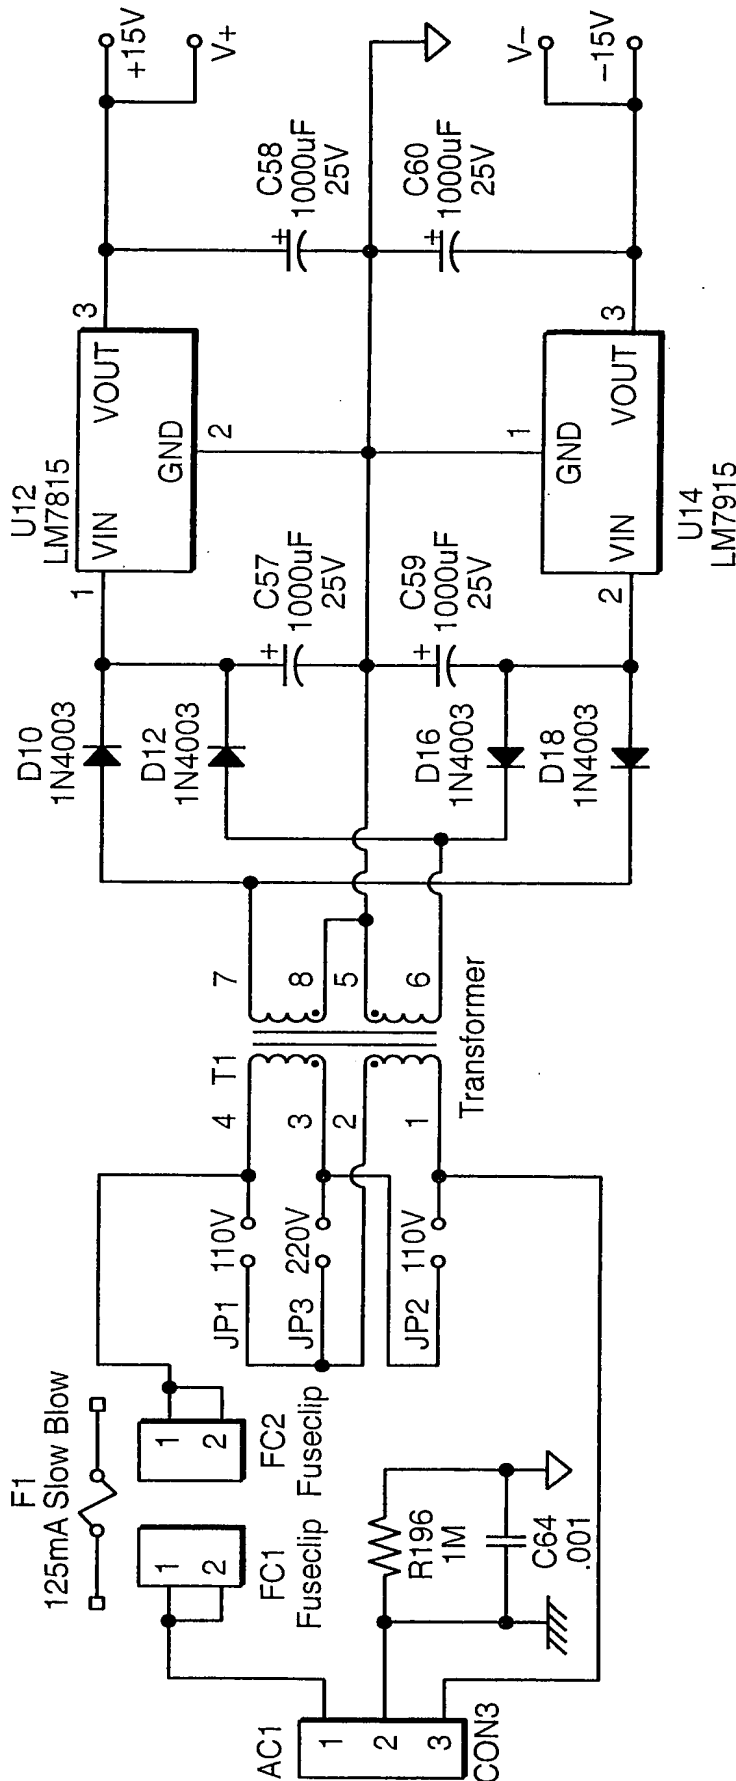 AC1
1
2
3
CON3
F1
125mA Slow Blow
1
2
FC1
Fuseclip
1
2
FC2
Fuseclip
R196
1M
C64
.001
JP1
110V
JP3
220V
JP2
110V
T1
4
3
2
1
7
8
5
6
Transformer
D10
1N4003
D12
1N4003
D16
1N4003
D18
1N4003
C57
1000uF
25V
+
C59
1000uF
25V
+
U12
LM7815
1
VIN
VOUT
3
GND
2
U14
LM7915
2
VIN
VOUT
3
GND
1
C58
1000uF
25V
+
C60
1000uF
25V
+
+15V
V+
V−
−15V